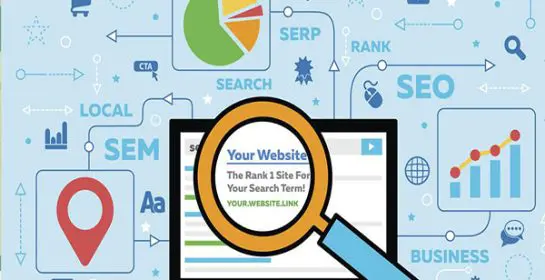 SERP
RANK
CTA
SEARCH
SEO
LOCAL
SEM
Your Website
The Rank 1 Site For
Your Search Term!
YOUR.WEBSITE.LINK
Aa
BUSINESS